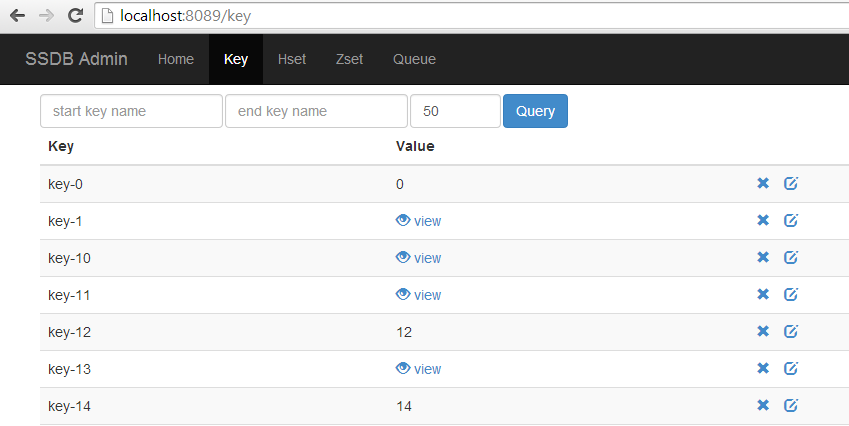 localhost:8089/key
SSDB Admin Home Key Hset Zset Queue
start key name end key name 50 Query
Key Value
key-0 0
key-1 view
key-10 view
key-11 view
key-12 12
key-13 view
key-14 14